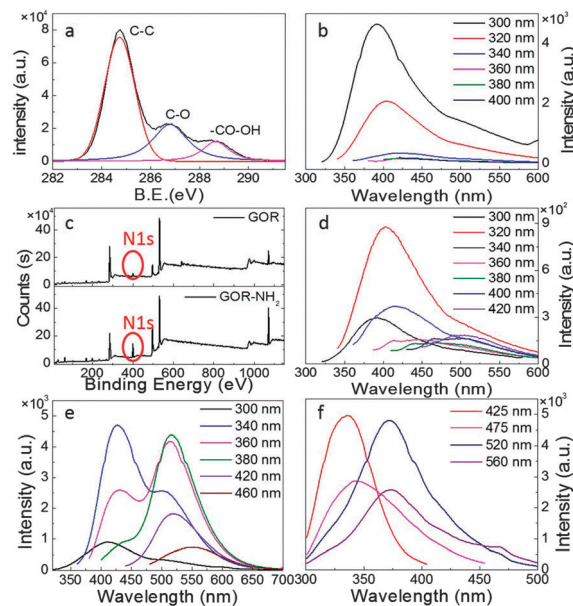 a
C-C
C-O
-CO-OH
×10⁴
8
6
4
2
0
intensity (a.u.)
282 284 286 288 290
B.E.(eV)
b
300 nm
320 nm
340 nm
360 nm
380 nm
400 nm
×10³
4
2
0
intensity (a.u.)
300 350 400 450 500 550 600
Wavelength (nm)
c
GOR
N1s
GOR-NH₂
N1s
×10⁴
60
40
20
0
40
20
0
Counts (s)
0 200 400 600 800 1000
Binding Energy (eV)
d
300 nm
320 nm
340 nm
360 nm
380 nm
400 nm
420 nm
×10²
9
6
3
0
Intensity (a.u.)
300 350 400 450 500 550 600
Wavelength (nm)
e
300 nm
340 nm
360 nm
380 nm
420 nm
460 nm
×10³
5
4
3
2
1
0
Intensity (a.u.)
350 400 450 500 550 600 650 700
Wavelength (nm)
f
425 nm
475 nm
520 nm
560 nm
×10³
5
4
3
2
1
0
Intensity (a.u.)
300 350 400 450 500
Wavelength (nm)